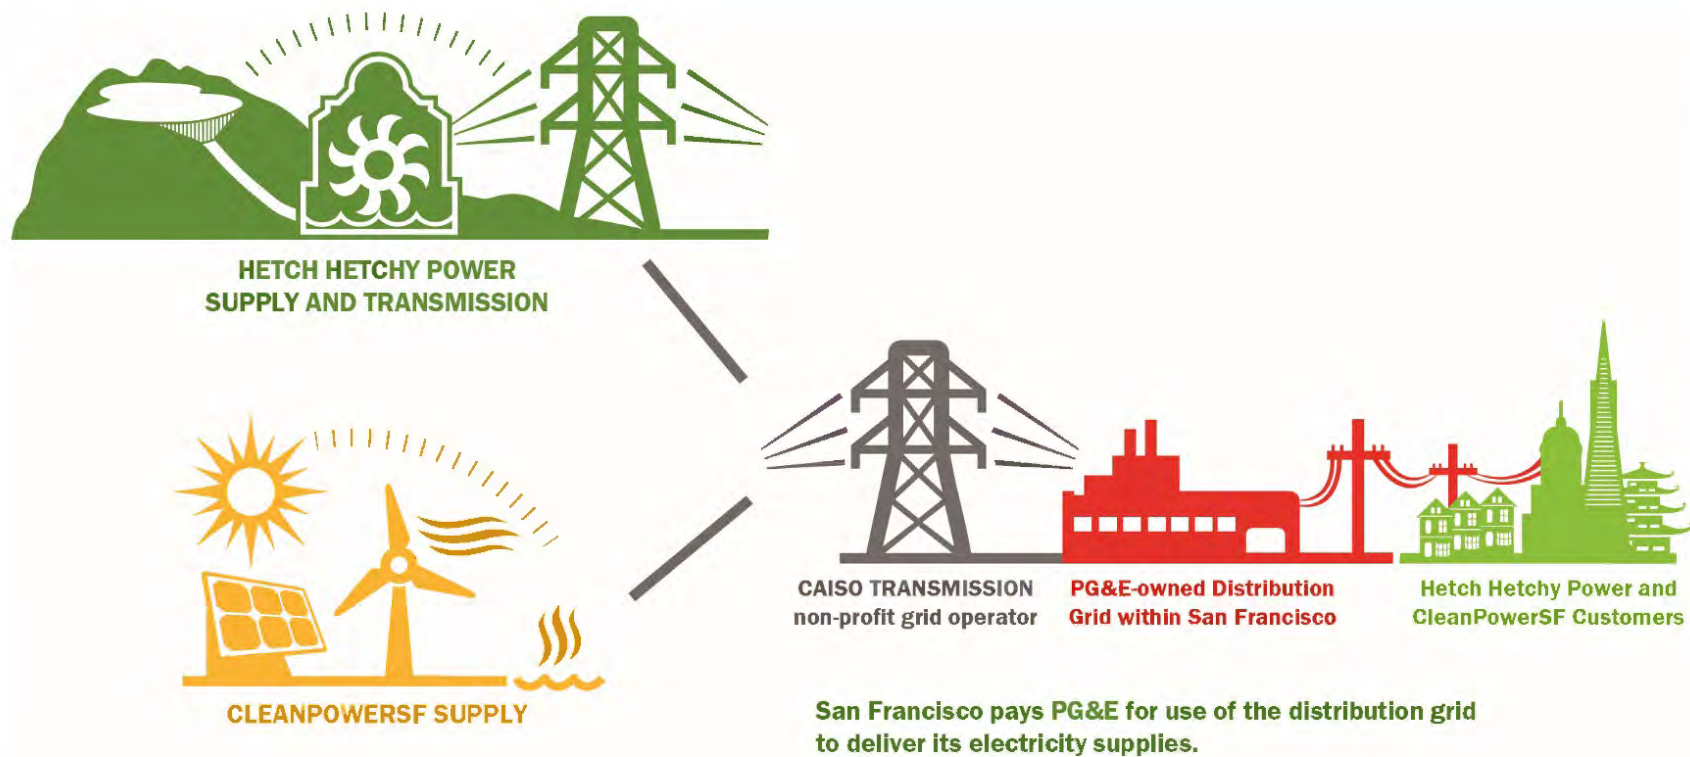 HETCH HETCHY POWER
SUPPLY AND TRANSMISSION
CLEANPOWERSF SUPPLY
CAISO TRANSMISSION
non-profit grid operator
PG&E-owned Distribution
Grid within San Francisco
Hetch Hetchy Power and
CleanPowerSF Customers
San Francisco pays PG&E for use of the distribution grid
to deliver its electricity supplies.